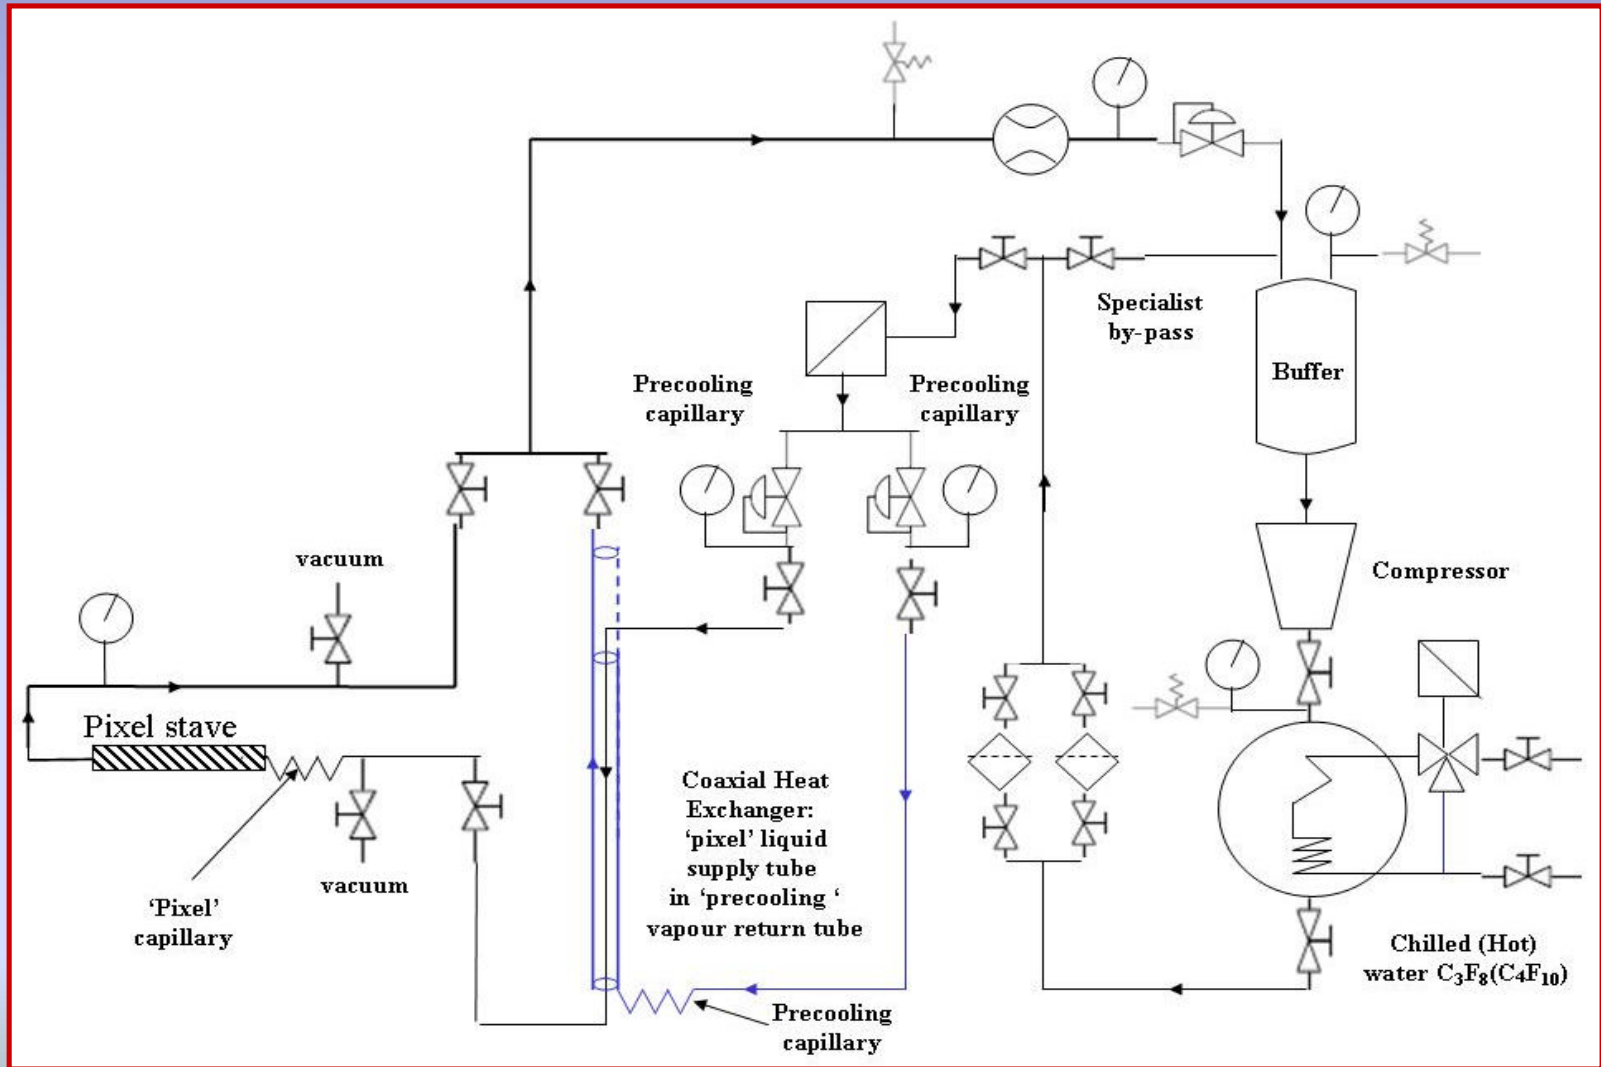 Specialist
by-pass
Buffer
Precooling
capillary
Precooling
capillary
vacuum
Compressor
Pixel stave
Coaxial Heat
Exchanger:
‘pixel’ liquid
supply tube
in ‘precooling ‘
vapour return tube
vacuum
‘Pixel’
capillary
Chilled (Hot)
water C₃F₈(C₄F₁₀)
Precooling
capillary